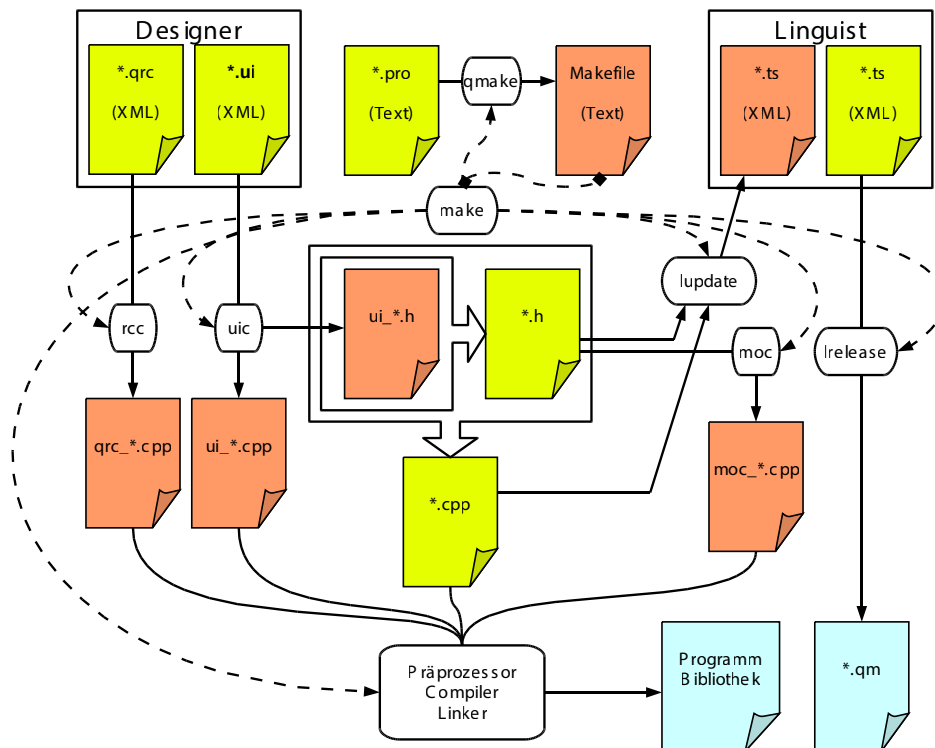 Designer
Linguist
*.qrc
(XML)
*.ui
(XML)
*.pro
(Text)
qmake
Makefile
(Text)
*.ts
(XML)
*.ts
(XML)
make
lupdate
rcc
uic
ui_*.h
*.h
moc
lrelease
qrc_*.cpp
ui_*.cpp
*.cpp
moc_*.cpp
Präprozessor
Compiler
Linker
Programm
Bibliothek
*.qm